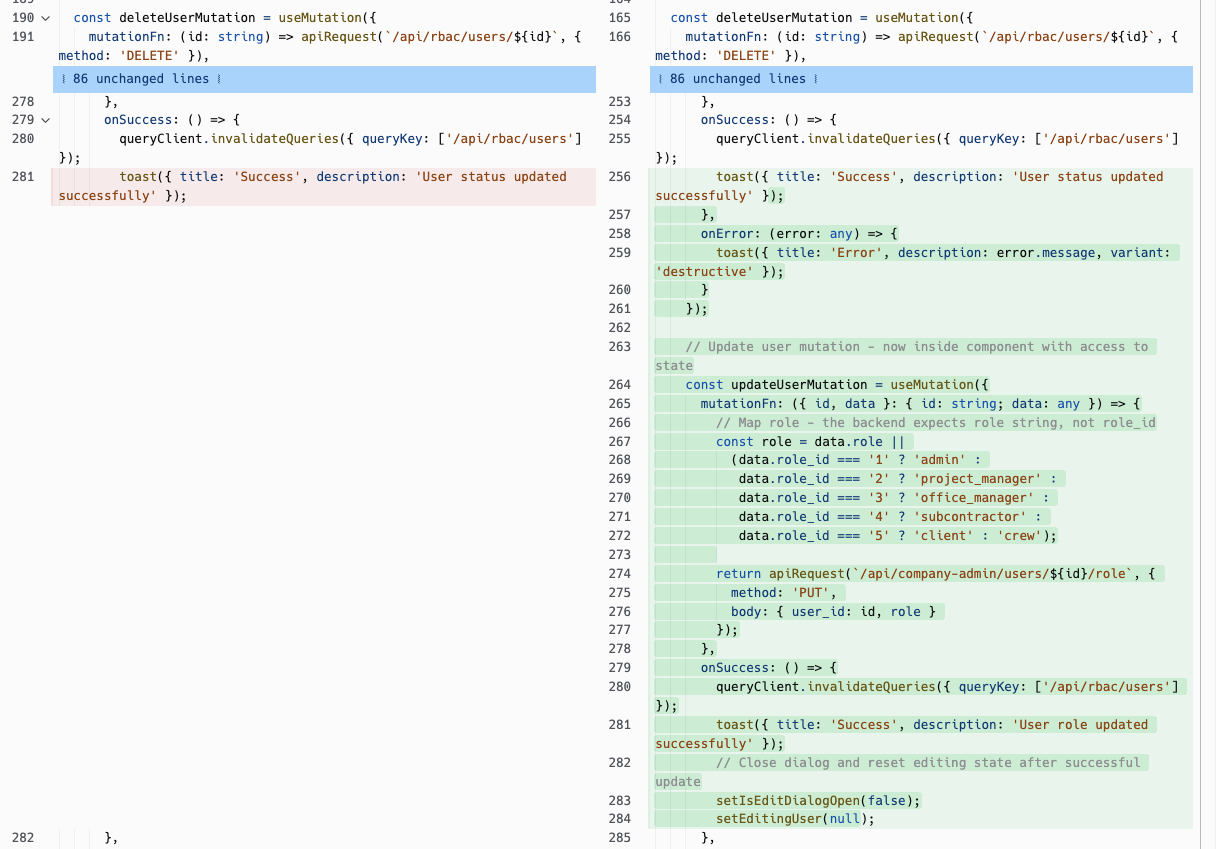 190 const deleteUserMutation = useMutation({
191 mutationFn: (id: string) => apiRequest(`/api/rbac/users/${id}`, {
method: 'DELETE' }),
86 unchanged lines
278 },
279 onSuccess: () => {
280 queryClient.invalidateQueries({ queryKey: ['/api/rbac/users']
});
281 toast({ title: 'Success', description: 'User status updated
successfully' });
282 },
165 const deleteUserMutation = useMutation({
166 mutationFn: (id: string) => apiRequest(`/api/rbac/users/${id}`, {
method: 'DELETE' }),
86 unchanged lines
253 },
254 onSuccess: () => {
255 queryClient.invalidateQueries({ queryKey: ['/api/rbac/users']
});
256 toast({ title: 'Success', description: 'User status updated
successfully' });
257 },
258 onError: (error: any) => {
259 toast({ title: 'Error', description: error.message, variant:
'destructive' });
260 }
261 });
262
263 // Update user mutation - now inside component with access to
state
264 const updateUserMutation = useMutation({
265 mutationFn: ({ id, data }: { id: string; data: any }) => {
266 // Map role - the backend expects role string, not role_id
267 const role = data.role ||
268 (data.role_id === '1' ? 'admin' :
269 data.role_id === '2' ? 'project_manager' :
270 data.role_id === '3' ? 'office_manager' :
271 data.role_id === '4' ? 'subcontractor' :
272 data.role_id === '5' ? 'client' : 'crew');
273
274 return apiRequest(`/api/company-admin/users/${id}/role`, {
275 method: 'PUT',
276 body: { user_id: id, role }
277 });
278 },
279 onSuccess: () => {
280 queryClient.invalidateQueries({ queryKey: ['/api/rbac/users']
});
281 toast({ title: 'Success', description: 'User role updated
successfully' });
282 // Close dialog and reset editing state after successful
update
283 setIsEditDialogOpen(false);
284 setEditingUser(null);
285 },